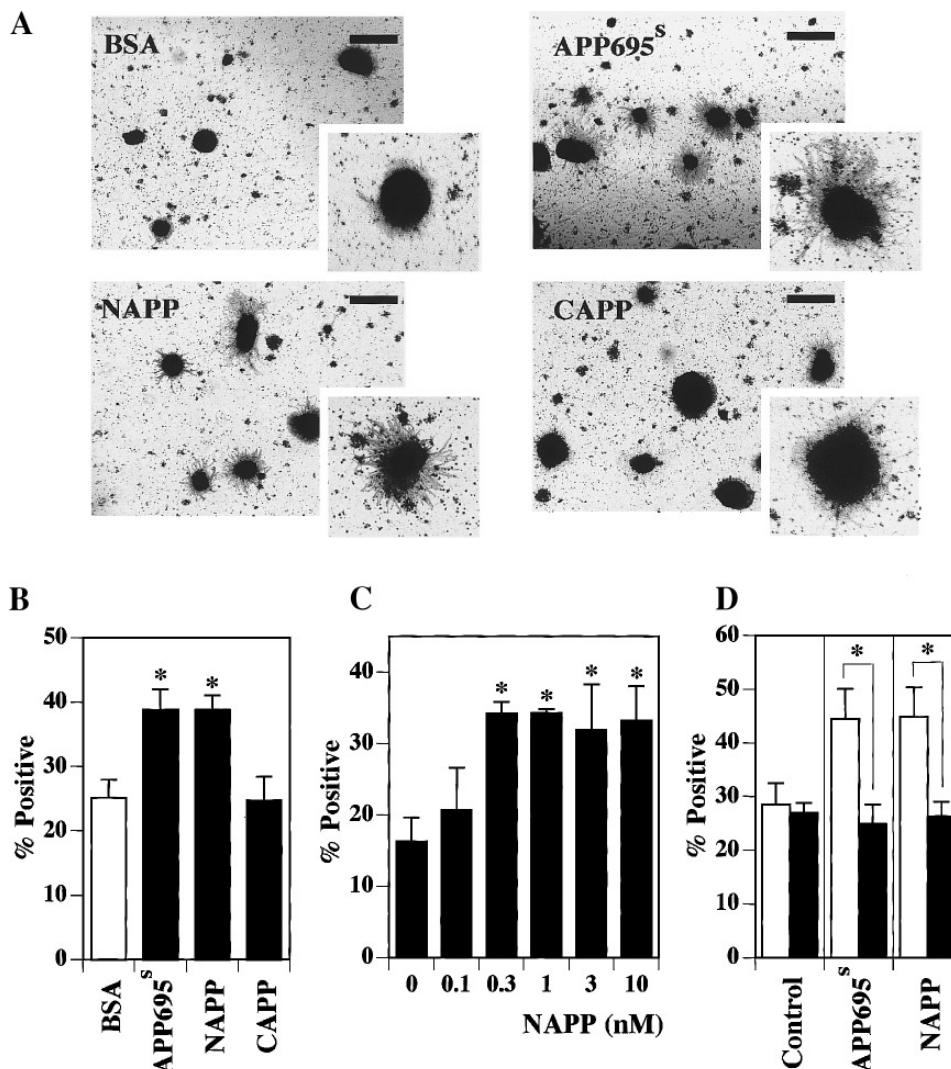 A
BSA
APP695s
NAPP
CAPP
B
% Positive
50
40
30
20
10
0
* *
BSA
APP695s
NAPP
CAPP
C
% Positive
40
30
20
10
0
* * * *
0 0.1 0.3 1 3 10
NAPP (nM)
D
% Positive
60
50
40
30
20
10
0
* *
Control
APP695s
NAPP